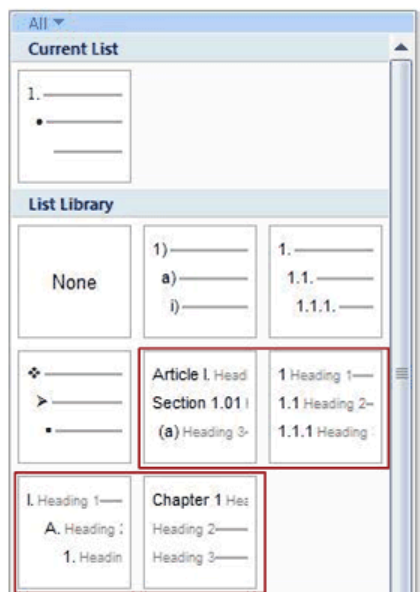 All
Current List
1.
List Library
None
1)
a)
i)
1.
1.1.
1.1.1.
Article I. Head
Section 1.01
(a) Heading 3-
1 Heading 1
1.1 Heading 2
1.1.1 Heading
I. Heading 1
A. Heading
1. Headin
Chapter 1 Hea
Heading 2
Heading 3